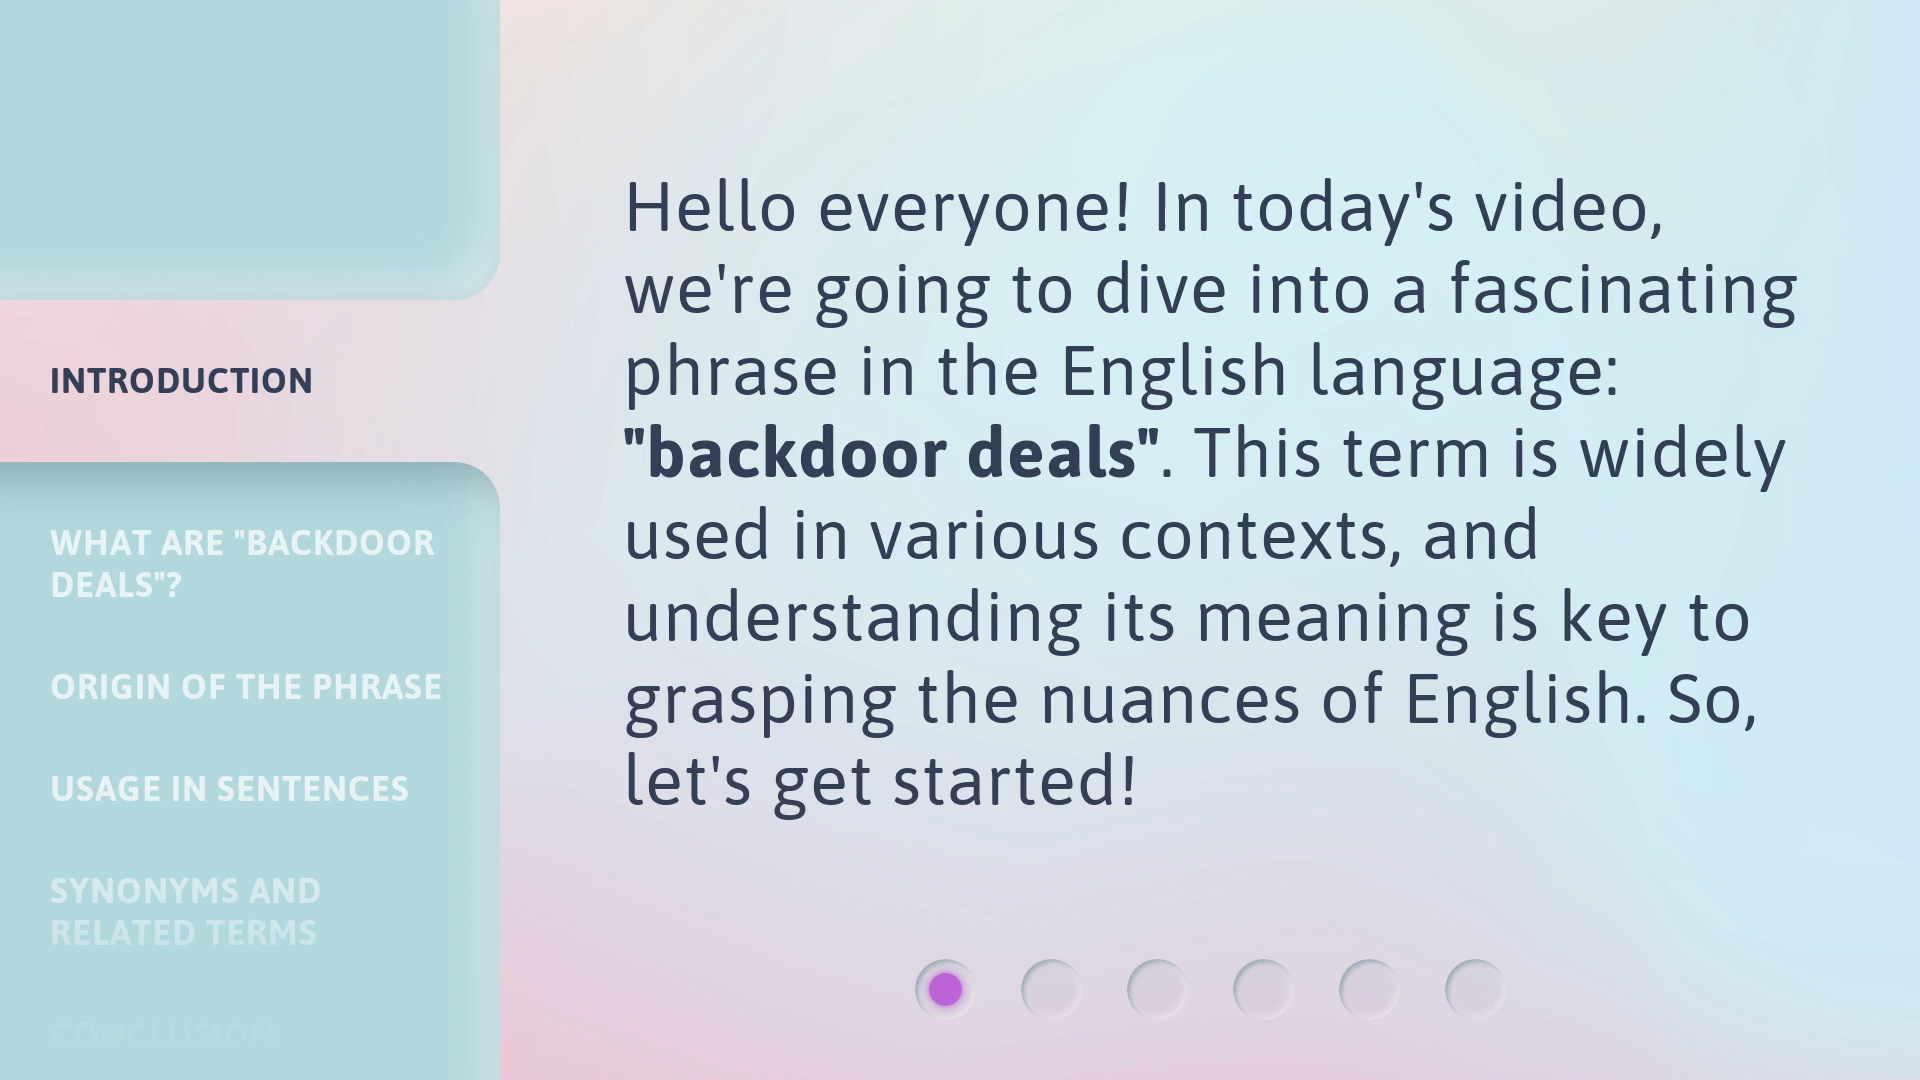 INTRODUCTION
WHAT ARE "BACKDOOR
DEALS"?
ORIGIN OF THE PHRASE
USAGE IN SENTENCES
SYNONYMS AND
RELATED TERMS
CONCLUSION
Hello everyone! In today's video,
we're going to dive into a fascinating
phrase in the English language:
"backdoor deals". This term is widely
used in various contexts, and
understanding its meaning is key to
grasping the nuances of English. So,
let's get started!